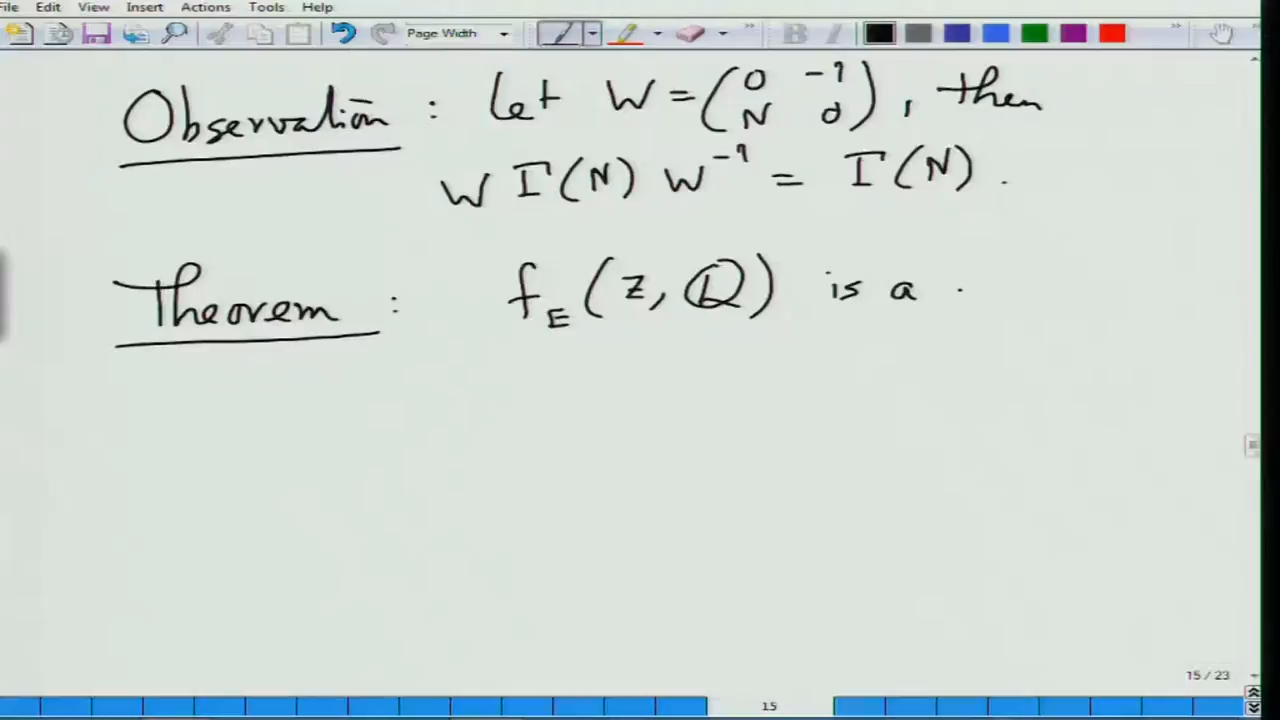 File Edit View Insert Actions Tools Help
Page Width
Observation : Let W = (0 -1 N 0), then
W Γ(N) W^-1 = Γ(N) .
Theorem : f_E (z, Q) is a
15 / 23
15